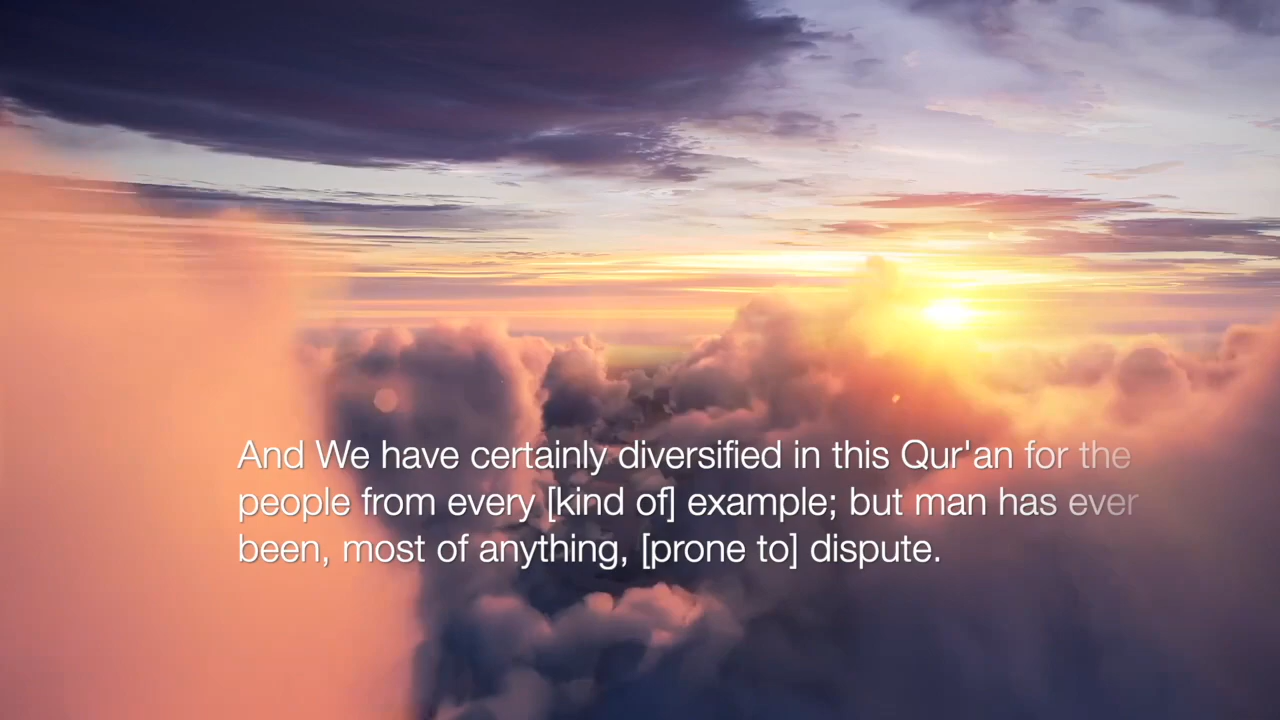 And We have certainly diversified in this Qur'an for the
people from every [kind of] example; but man has ever
been, most of anything, [prone to] dispute.